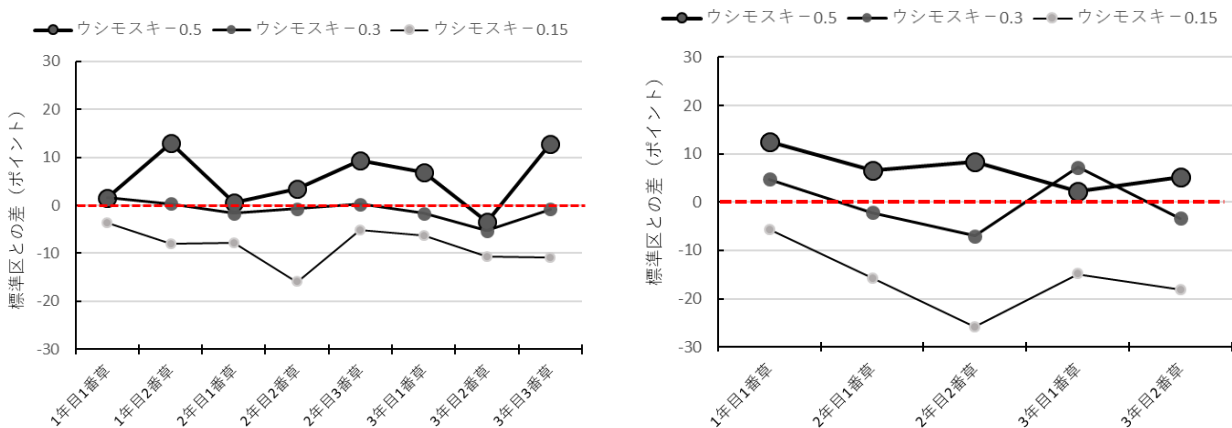 ウシモスキー0.5 ウシモスキー0.3 ウシモスキー0.15
標準区との差（ポイント）
30
20
10
0
-10
-20
-30
1年目1番草
1年目2番草
2年目1番草
2年目2番草
2年目3番草
3年目1番草
3年目2番草
3年目3番草
ウシモスキー0.5 ウシモスキー0.3 ウシモスキー0.15
標準区との差（ポイント）
30
20
10
0
-10
-20
-30
1年目1番草
2年目1番草
2年目2番草
3年目1番草
3年目2番草